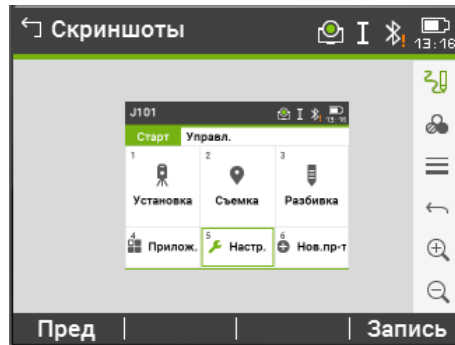 Скриншоты
I
13:16
J101
I
13:16
Старт Управл.
1 2 3
Установка Съемка Разбивка
4 5 6
Прилож. Настр. Нов.пр-т
Пред Запись